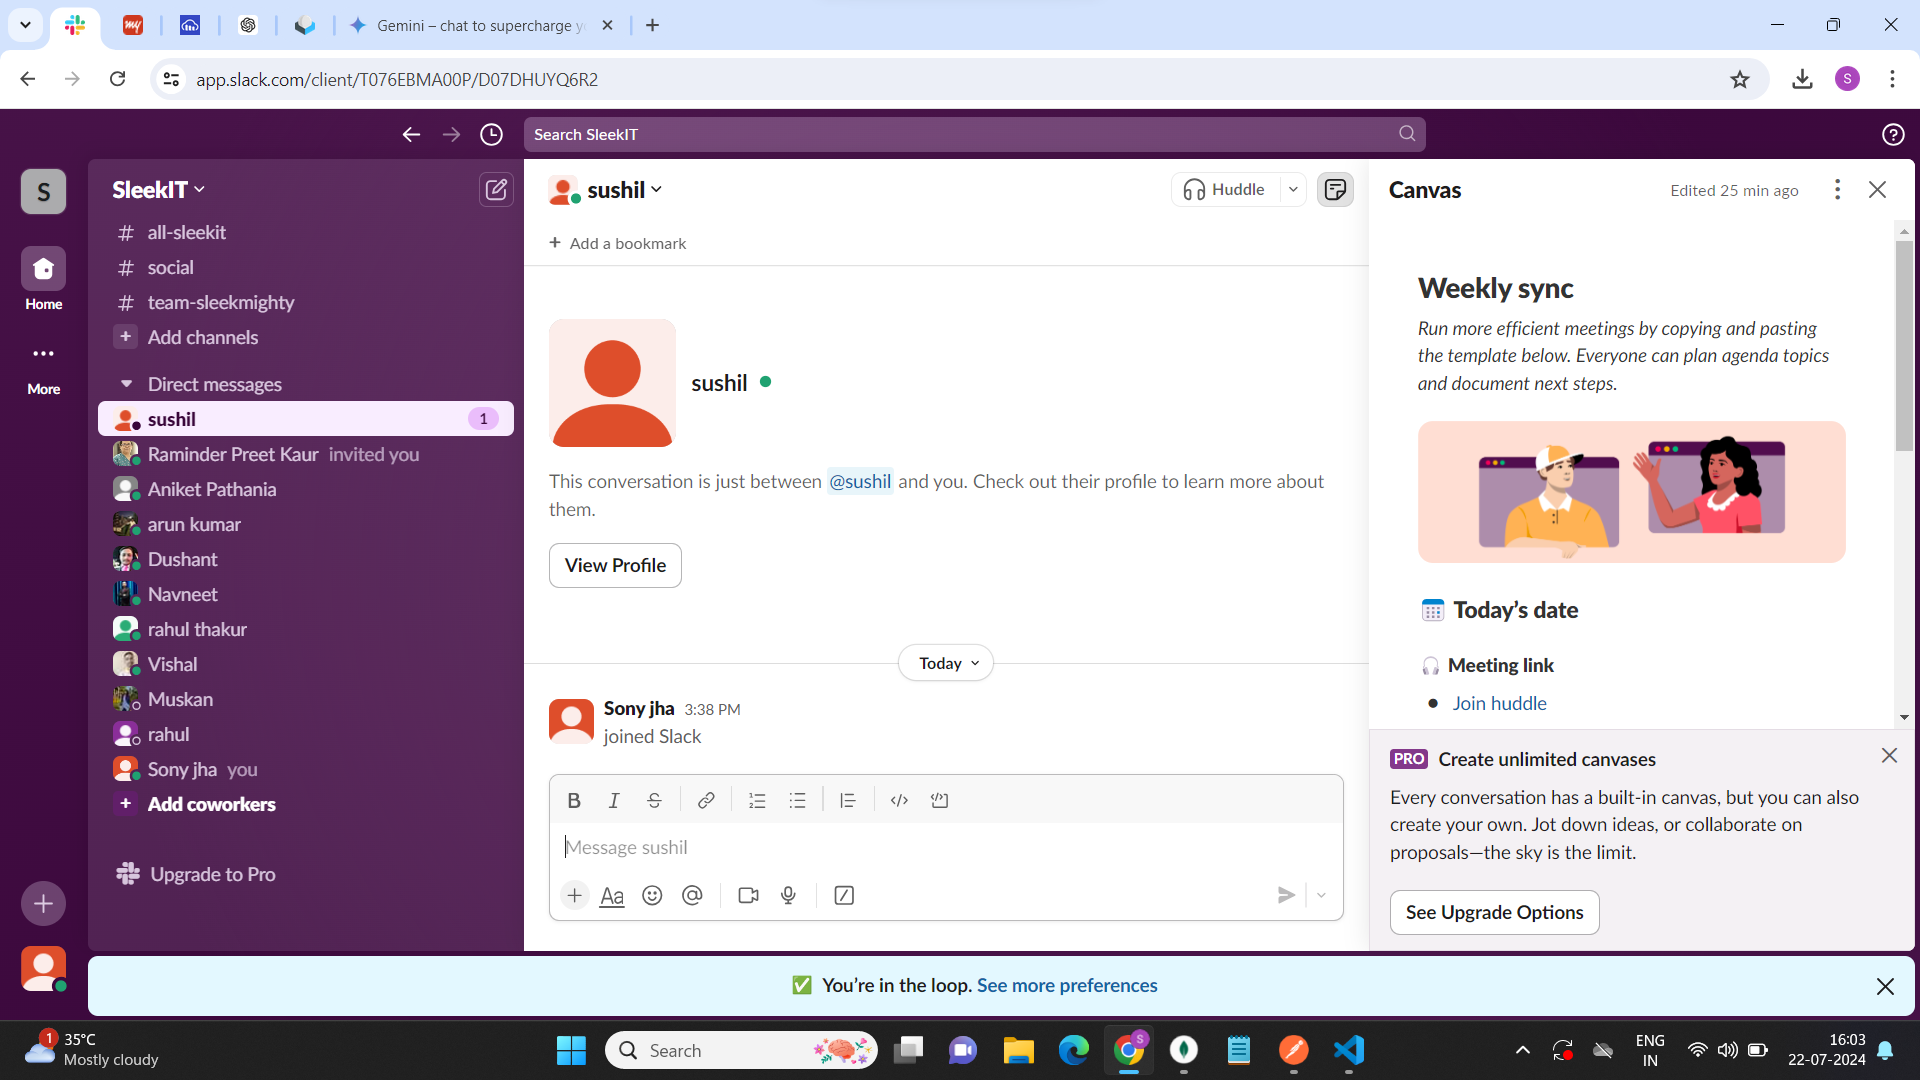 my
Gemini – chat to supercharge y
app.slack.com/client/T076EBMA00P/D07DHUYQ6R2
S
Search SleekIT
S
Home
More
SleekIT
# all-sleekit
# social
# team-sleekmighty
+ Add channels
Direct messages
sushil 1
Raminder Preet Kaur invited you
Aniket Pathania
arun kumar
Dushant
Navneet
rahul thakur
Vishal
Muskan
rahul
Sony jha you
+ Add coworkers
Upgrade to Pro
sushil
Huddle
+ Add a bookmark
sushil
This conversation is just between @sushil and you. Check out their profile to learn more about
them.
View Profile
Today
Sony jha 3:38 PM
joined Slack
Message sushil
Aa
Canvas
Edited 25 min ago
Weekly sync
Run more efficient meetings by copying and pasting
the template below. Everyone can plan agenda topics
and document next steps.
Today’s date
Meeting link
• Join huddle
PRO Create unlimited canvases
Every conversation has a built-in canvas, but you can also
create your own. Jot down ideas, or collaborate on
proposals—the sky is the limit.
See Upgrade Options
You’re in the loop. See more preferences
1
35°C
Mostly cloudy
Search
S
ENG
IN
16:03
22-07-2024